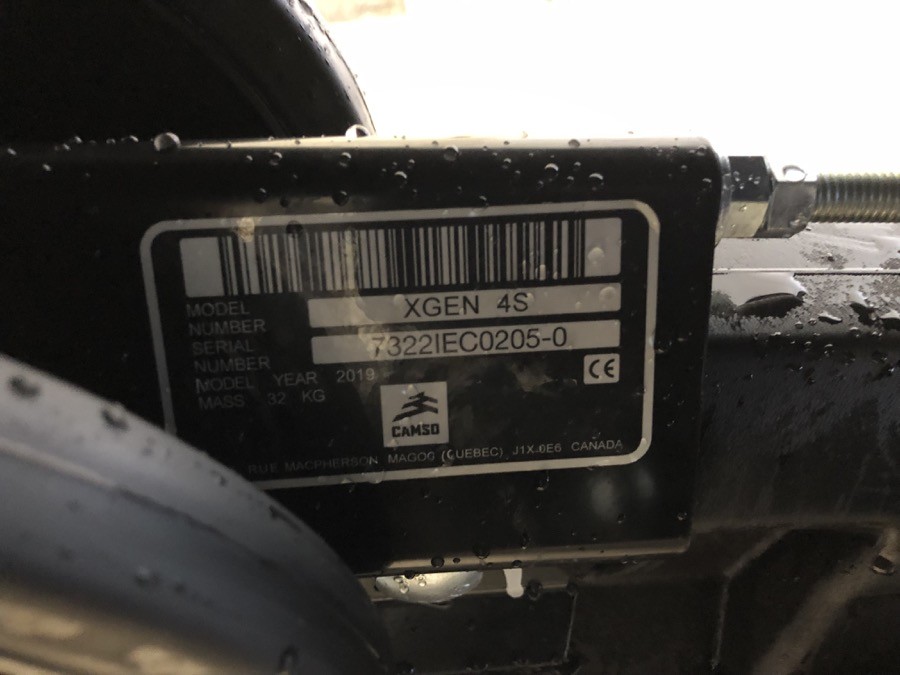 MODEL NUMBER XGEN 4S
SERIAL NUMBER 7322IEC0205-0
MODEL YEAR 2019
MASS 32 KG
CE
CAMSO
RUE MACPHERSON MAGOG (QUEBEC) J1X 0E6 CANADA